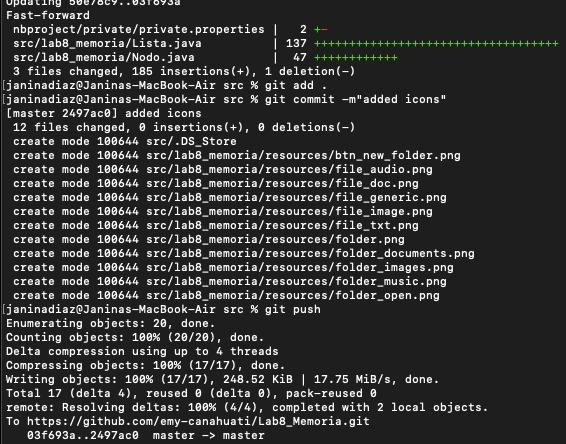 Updating 50e78c9..03f693a
Fast-forward
nbproject/private/private.properties |   2 +-
src/lab8_memoria/Lista.java          | 137 +++++++++++++++++++++++++++++++++++
src/lab8_memoria/Nodo.java           |  47 ++++++++++++
3 files changed, 185 insertions(+), 1 deletion(-)
[janinadiaz@Janinas-MacBook-Air src % git add .
[janinadiaz@Janinas-MacBook-Air src % git commit -m"added icons"
[master 2497ac0] added icons
12 files changed, 0 insertions(+), 0 deletions(-)
create mode 100644 src/.DS_Store
create mode 100644 src/lab8_memoria/resources/btn_new_folder.png
create mode 100644 src/lab8_memoria/resources/file_audio.png
create mode 100644 src/lab8_memoria/resources/file_doc.png
create mode 100644 src/lab8_memoria/resources/file_generic.png
create mode 100644 src/lab8_memoria/resources/file_image.png
create mode 100644 src/lab8_memoria/resources/file_txt.png
create mode 100644 src/lab8_memoria/resources/folder.png
create mode 100644 src/lab8_memoria/resources/folder_documents.png
create mode 100644 src/lab8_memoria/resources/folder_images.png
create mode 100644 src/lab8_memoria/resources/folder_music.png
create mode 100644 src/lab8_memoria/resources/folder_open.png
[janinadiaz@Janinas-MacBook-Air src % git push
Enumerating objects: 20, done.
Counting objects: 100% (20/20), done.
Delta compression using up to 4 threads
Compressing objects: 100% (17/17), done.
Writing objects: 100% (17/17), 248.52 KiB | 17.75 MiB/s, done.
Total 17 (delta 4), reused 0 (delta 0), pack-reused 0
remote: Resolving deltas: 100% (4/4), completed with 2 local objects.
To https://github.com/emy-canahuati/Lab8_Memoria.git
03f693a..2497ac0  master -> master